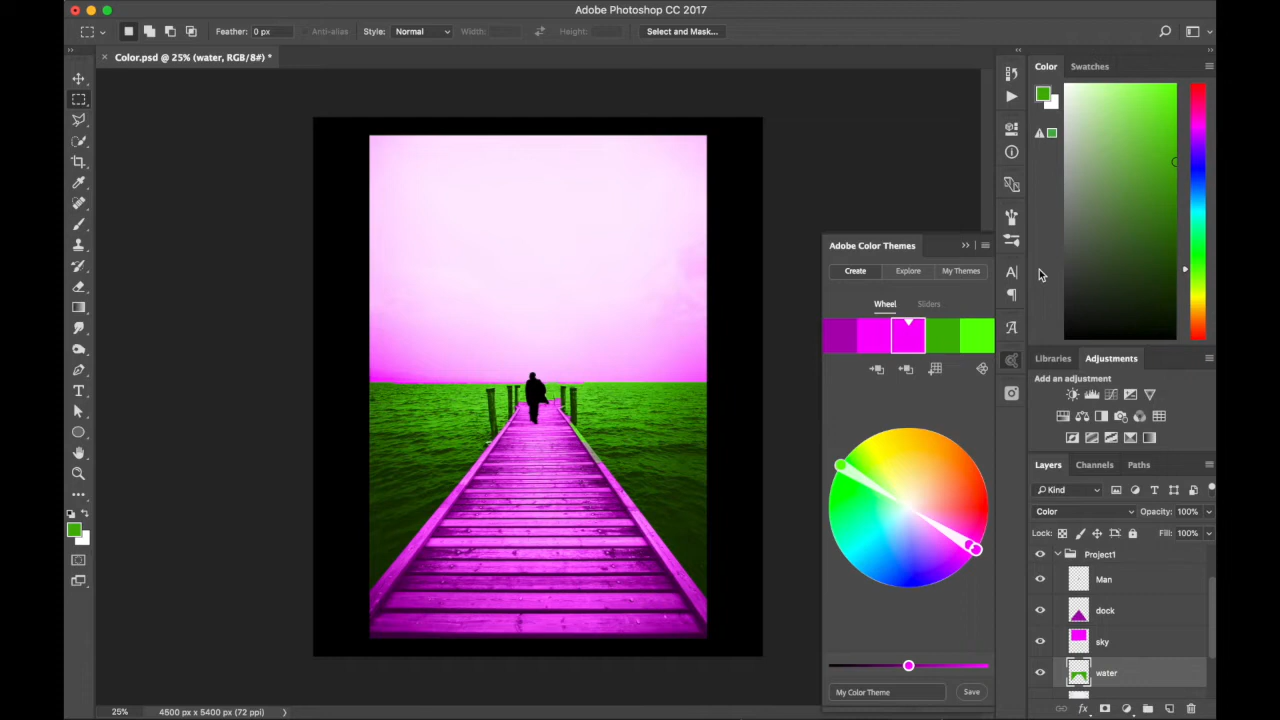 Adobe Photoshop CC 2017
Feather: 0 px Anti-alias Style: Normal Width: Height: Select and Mask...
Color.psd @ 25% (water, RGB/8#) *
Color Swatches
Adobe Color Themes
Create Explore My Themes
Wheel Sliders
My Color Theme Save
Libraries Adjustments
Add an adjustment
Layers Channels Paths
Kind
Color Opacity: 100%
Lock: Fill: 100%
Project1
Man
dock
sky
water
fx
25% 4500 px x 5400 px (72 ppi)